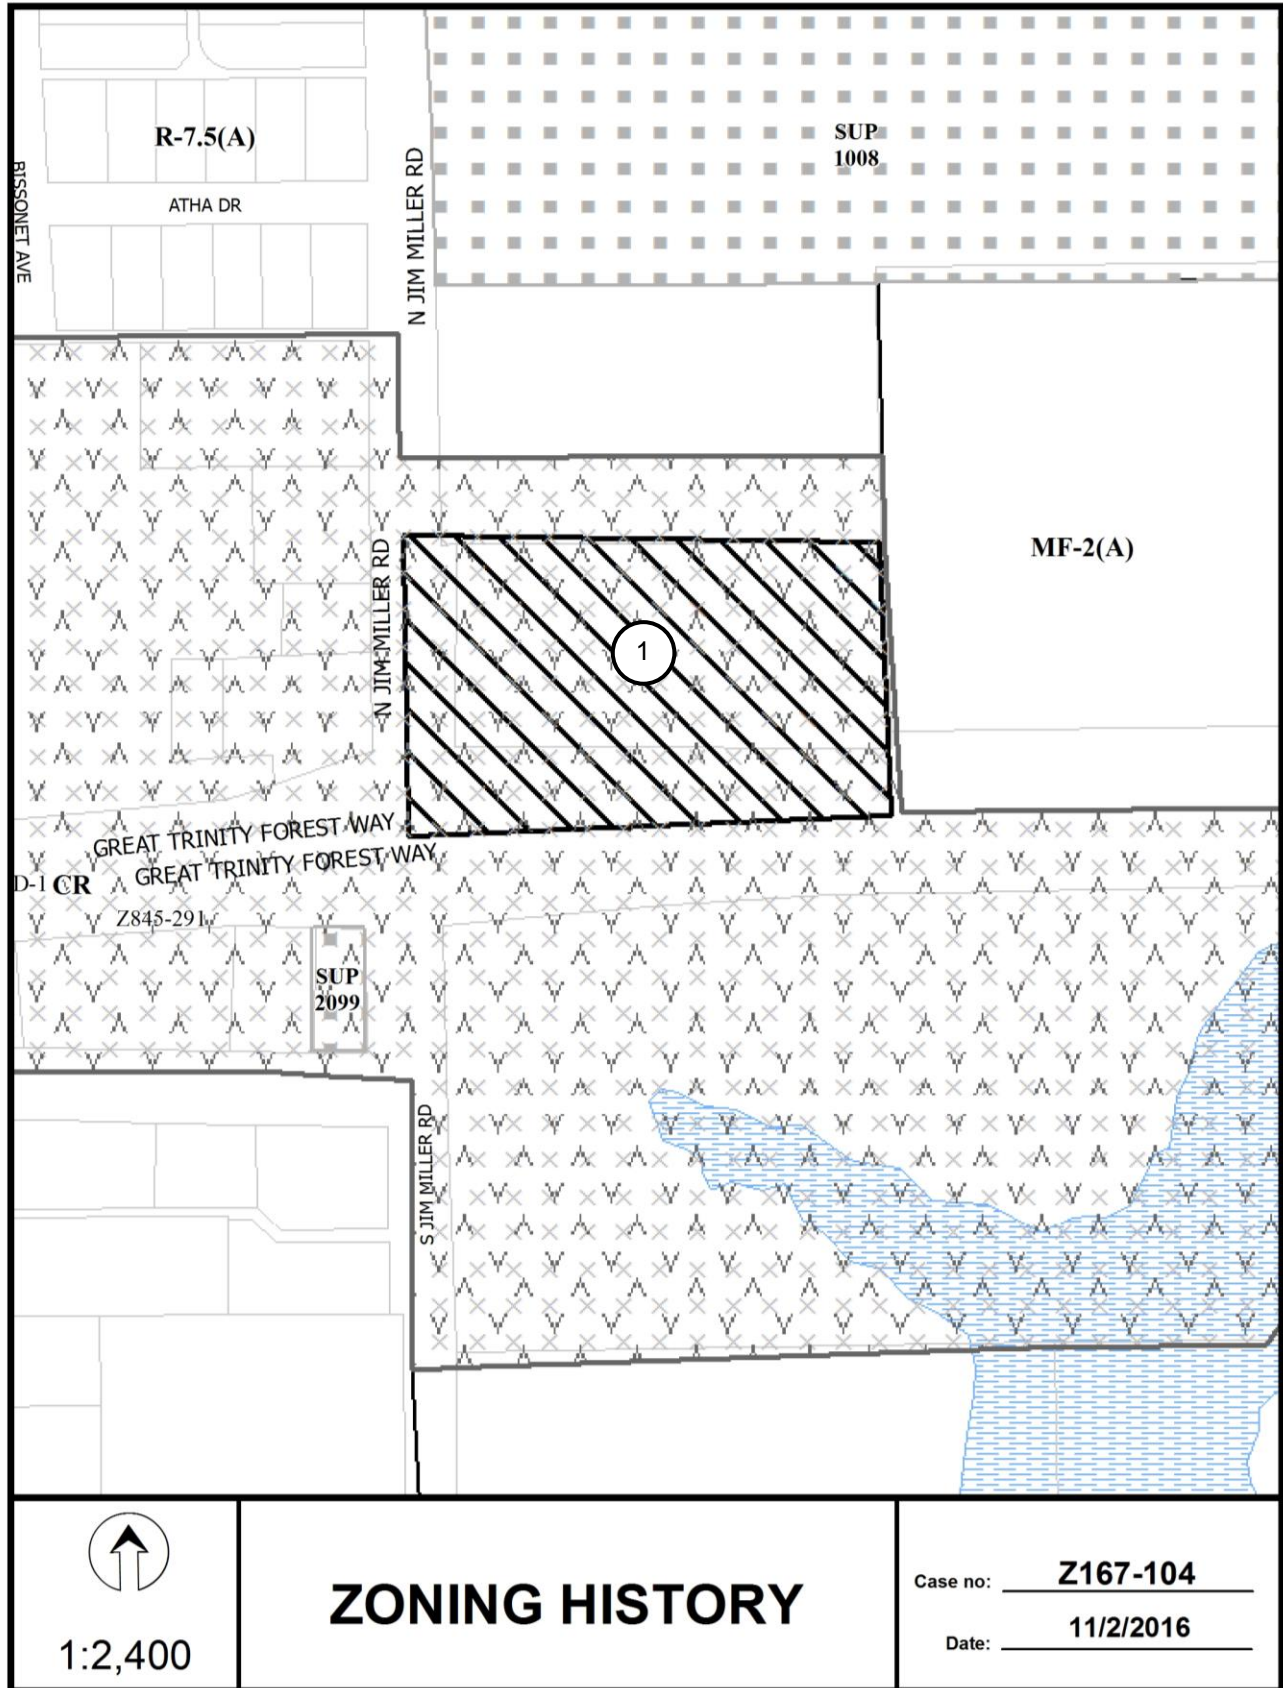 R-7.5(A)
SUP
1008
BISSONET AVE
ATHA DR
N JIM MILLER RD
MF-2(A)
N JIM MILLER RD
1
GREAT TRINITY FOREST WAY
GREAT TRINITY FOREST WAY
D-1 CR
Z845-291
SUP
2099
S JIM MILLER RD
1:2,400
ZONING HISTORY
Case no: Z167-104
Date: 11/2/2016